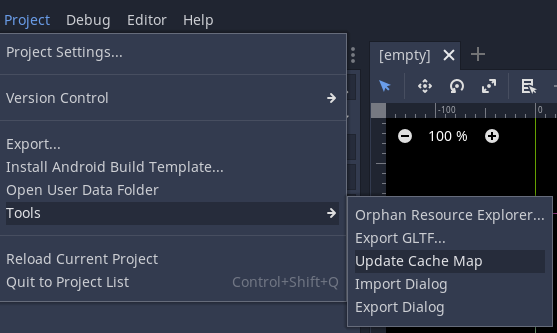 Project Debug Editor Help
Project Settings...
[empty]
Version Control
-100 0
Export...
100 %
Install Android Build Template...
Open User Data Folder
Tools
Orphan Resource Explorer...
Export GLTF...
Update Cache Map
Import Dialog
Export Dialog
Reload Current Project
Quit to Project List Control+Shift+Q